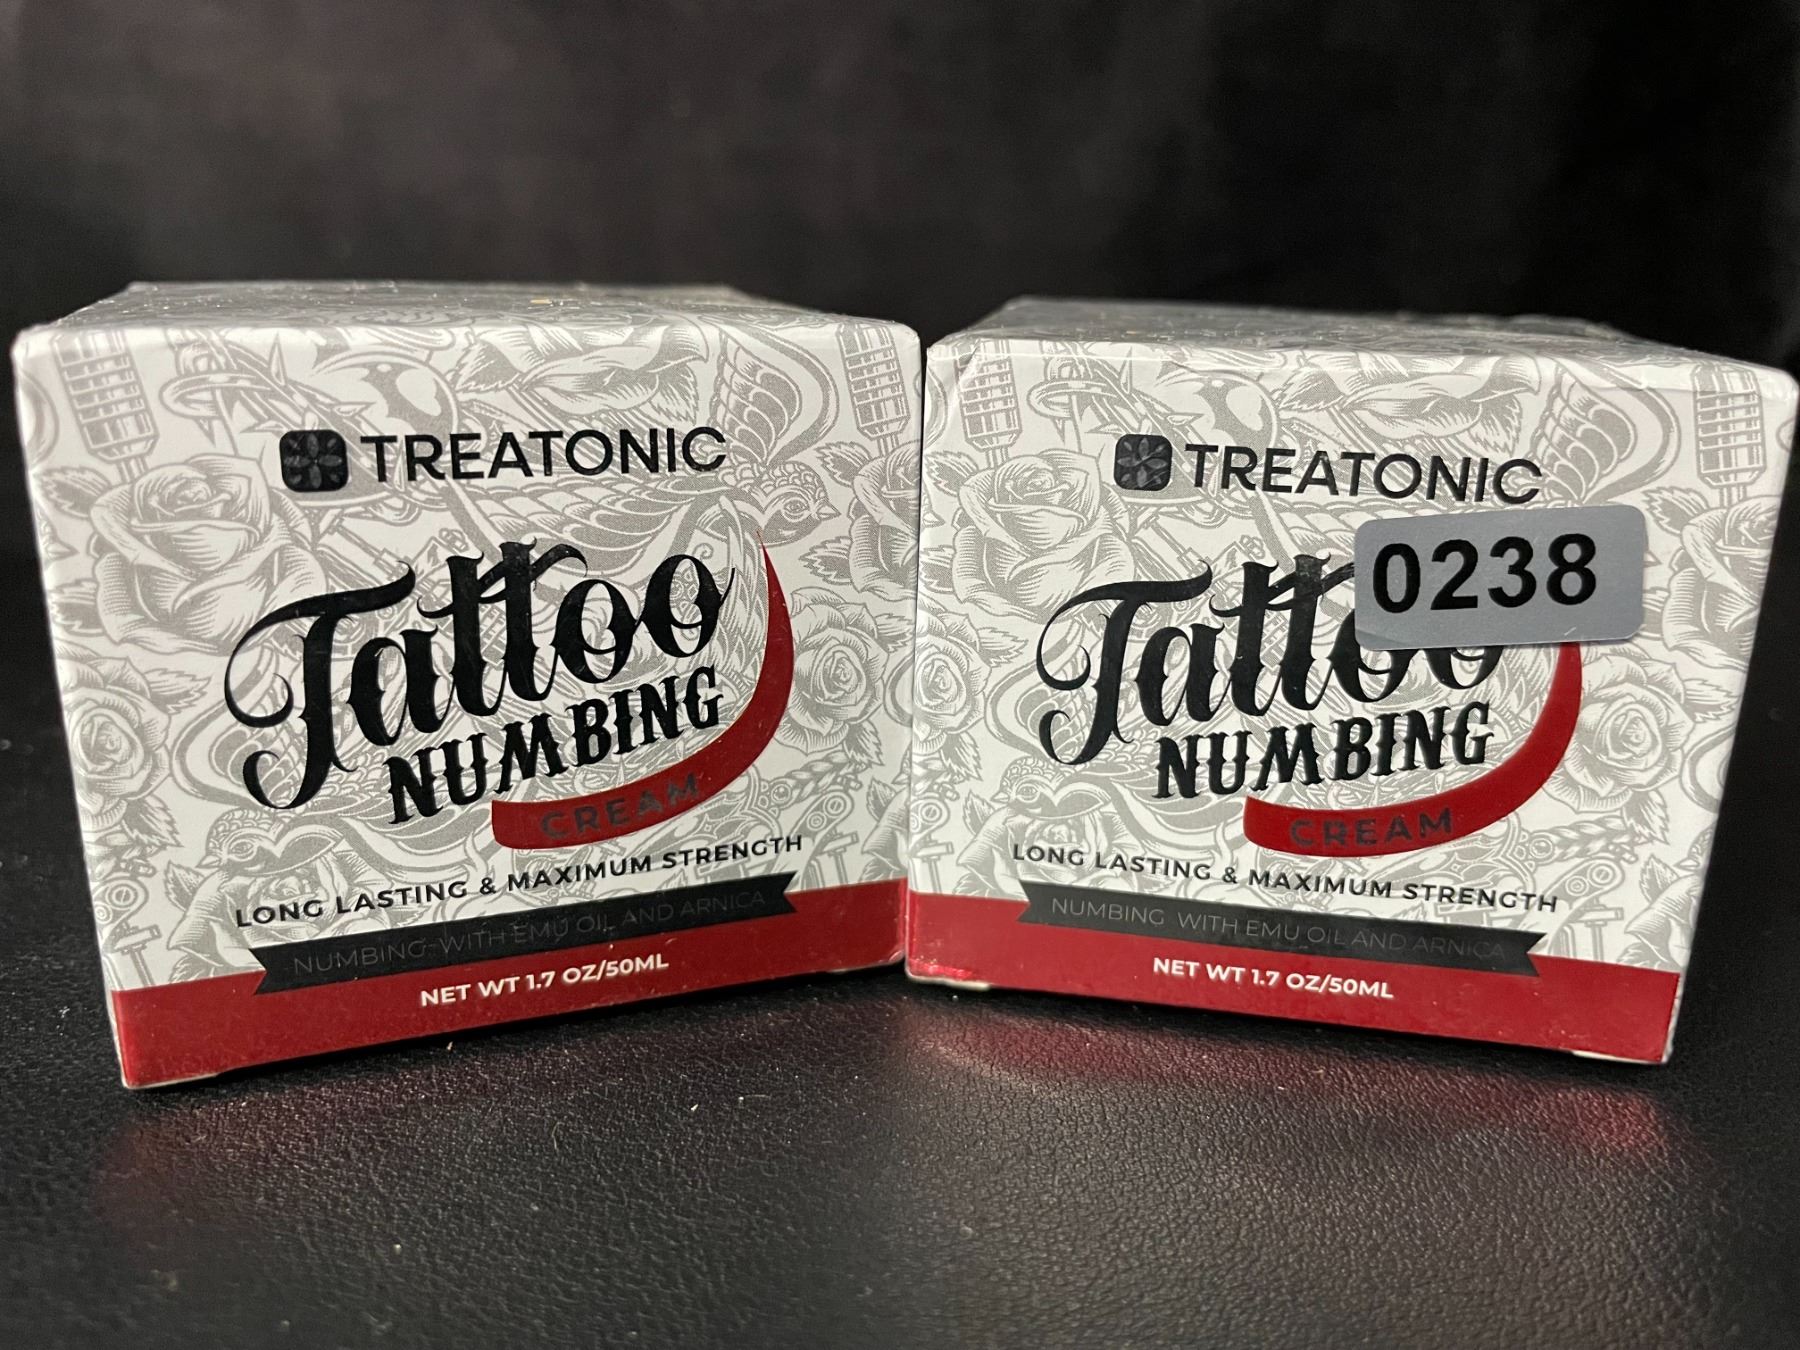 TREATONIC
Tattoo
NUMBING
CREAM
LONG LASTING & MAXIMUM STRENGTH
NUMBING WITH EMU OIL AND ARNICA
NET WT 1.7 OZ/50ML
TREATONIC
0238
Tattoo
NUMBING
CREAM
LONG LASTING & MAXIMUM STRENGTH
NUMBING WITH EMU OIL AND ARNICA
NET WT 1.7 OZ/50ML